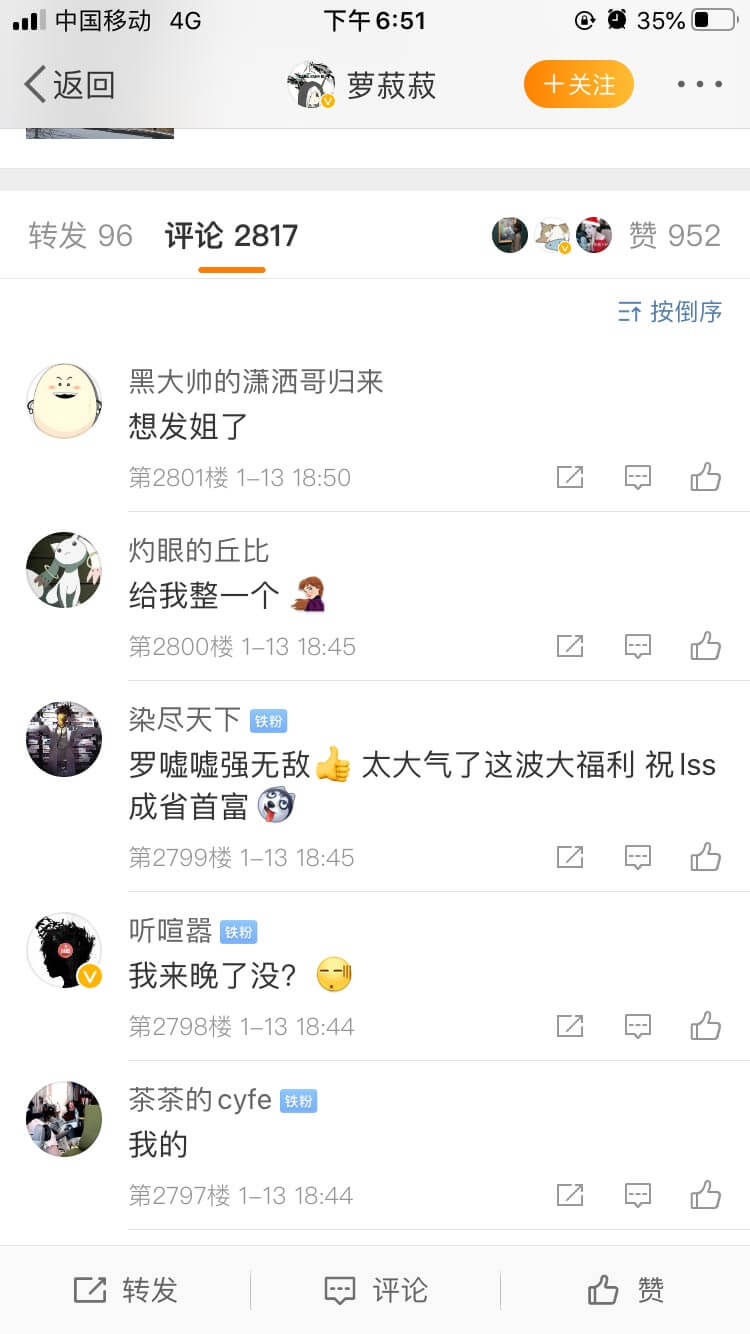 中国移动 4G 下午6:51 35%
返回 萝菽菽 +关注
转发 96 评论 2817 赞 952
按倒序
黑大帅的潇洒哥归来
想发姐了
第2801楼 1-13 18:50
灼眼的丘比
给我整一个
第2800楼 1-13 18:45
染尽天下 铁粉
罗嘘嘘强无敌 太大气了这波大福利 祝lss
成省首富
第2799楼 1-13 18:45
听喧嚣 铁粉
我来晚了没?
第2798楼 1-13 18:44
茶茶的cyfe 铁粉
我的
第2797楼 1-13 18:44
转发 评论 赞